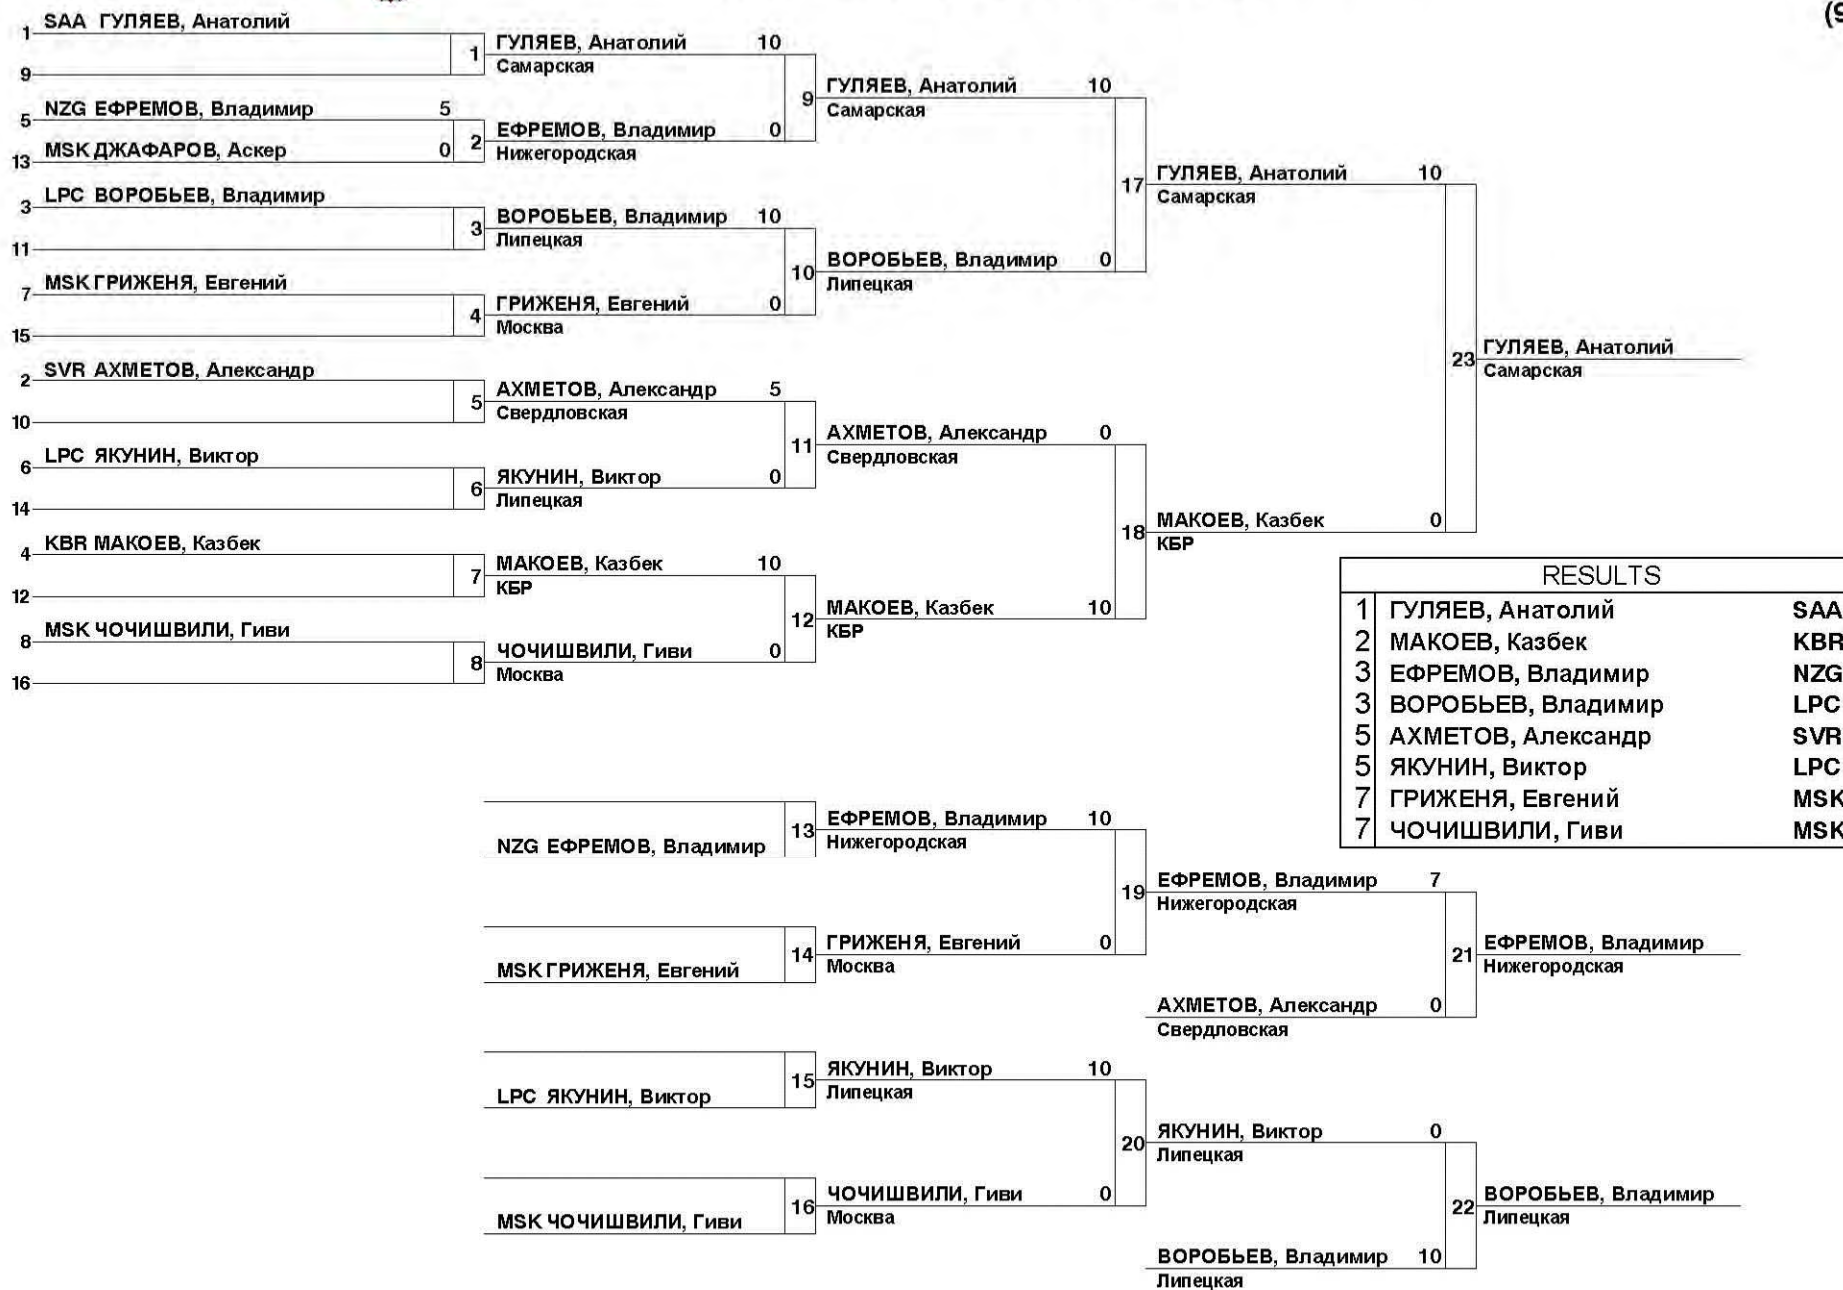 (9
1 SAA ГУЛЯЕВ, Анатолий
9
1 ГУЛЯЕВ, Анатолий 10
Самарская
5 NZG ЕФРЕМОВ, Владимир 5
13 MSK ДЖАФАРОВ, Аскер 0
2 ЕФРЕМОВ, Владимир 0
Нижегородская
9 ГУЛЯЕВ, Анатолий 10
Самарская
3 LPC ВОРОБЬЕВ, Владимир
11
3 ВОРОБЬЕВ, Владимир 10
Липецкая
7 MSK ГРИЖЕНЯ, Евгений
15
4 ГРИЖЕНЯ, Евгений 0
Москва
10 ВОРОБЬЕВ, Владимир 0
Липецкая
17 ГУЛЯЕВ, Анатолий 10
Самарская
2 SVR АХМЕТОВ, Александр
10
5 АХМЕТОВ, Александр 5
Свердловская
6 LPC ЯКУНИН, Виктор
14
6 ЯКУНИН, Виктор 0
Липецкая
11 АХМЕТОВ, Александр 0
Свердловская
4 KBR МАКОЕВ, Казбек
12
7 МАКОЕВ, Казбек 10
КБР
8 MSK ЧОЧИШВИЛИ, Гиви
16
8 ЧОЧИШВИЛИ, Гиви 0
Москва
12 МАКОЕВ, Казбек 10
КБР
18 МАКОЕВ, Казбек 0
КБР
23 ГУЛЯЕВ, Анатолий
Самарская
RESULTS
1 ГУЛЯЕВ, Анатолий SAA
2 МАКОЕВ, Казбек KBR
3 ЕФРЕМОВ, Владимир NZG
3 ВОРОБЬЕВ, Владимир LPC
5 АХМЕТОВ, Александр SVR
5 ЯКУНИН, Виктор LPC
7 ГРИЖЕНЯ, Евгений MSK
7 ЧОЧИШВИЛИ, Гиви MSK
NZG ЕФРЕМОВ, Владимир
13 ЕФРЕМОВ, Владимир 10
Нижегородская
MSK ГРИЖЕНЯ, Евгений
14 ГРИЖЕНЯ, Евгений 0
Москва
19 ЕФРЕМОВ, Владимир 7
Нижегородская
АХМЕТОВ, Александр 0
Свердловская
21 ЕФРЕМОВ, Владимир
Нижегородская
LPC ЯКУНИН, Виктор
15 ЯКУНИН, Виктор 10
Липецкая
MSK ЧОЧИШВИЛИ, Гиви
16 ЧОЧИШВИЛИ, Гиви 0
Москва
20 ЯКУНИН, Виктор 0
Липецкая
ВОРОБЬЕВ, Владимир 10
Липецкая
22 ВОРОБЬЕВ, Владимир
Липецкая